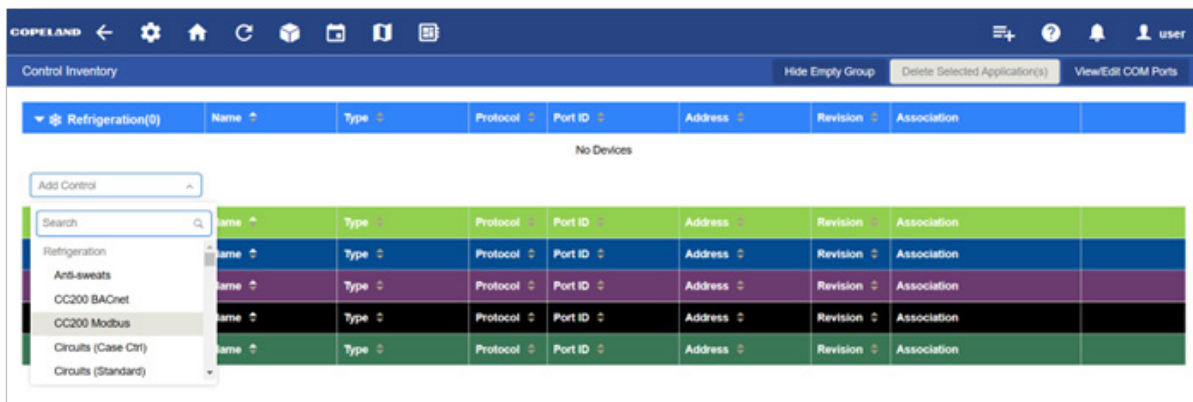 COPELAND user
Control Inventory Hide Empty Group Delete Selected Application(s) View/Edit COM Ports
Refrigeration(0) Name Type Protocol Port ID Address Revision Association
No Devices
Add Control
Search ame Type Protocol Port ID Address Revision Association
Refrigeration ame Type Protocol Port ID Address Revision Association
Anti-sweats ame Type Protocol Port ID Address Revision Association
CC200 BACnet
CC200 Modbus ame Type Protocol Port ID Address Revision Association
Circuits (Case Ctrl) ame Type Protocol Port ID Address Revision Association
Circuits (Standard)